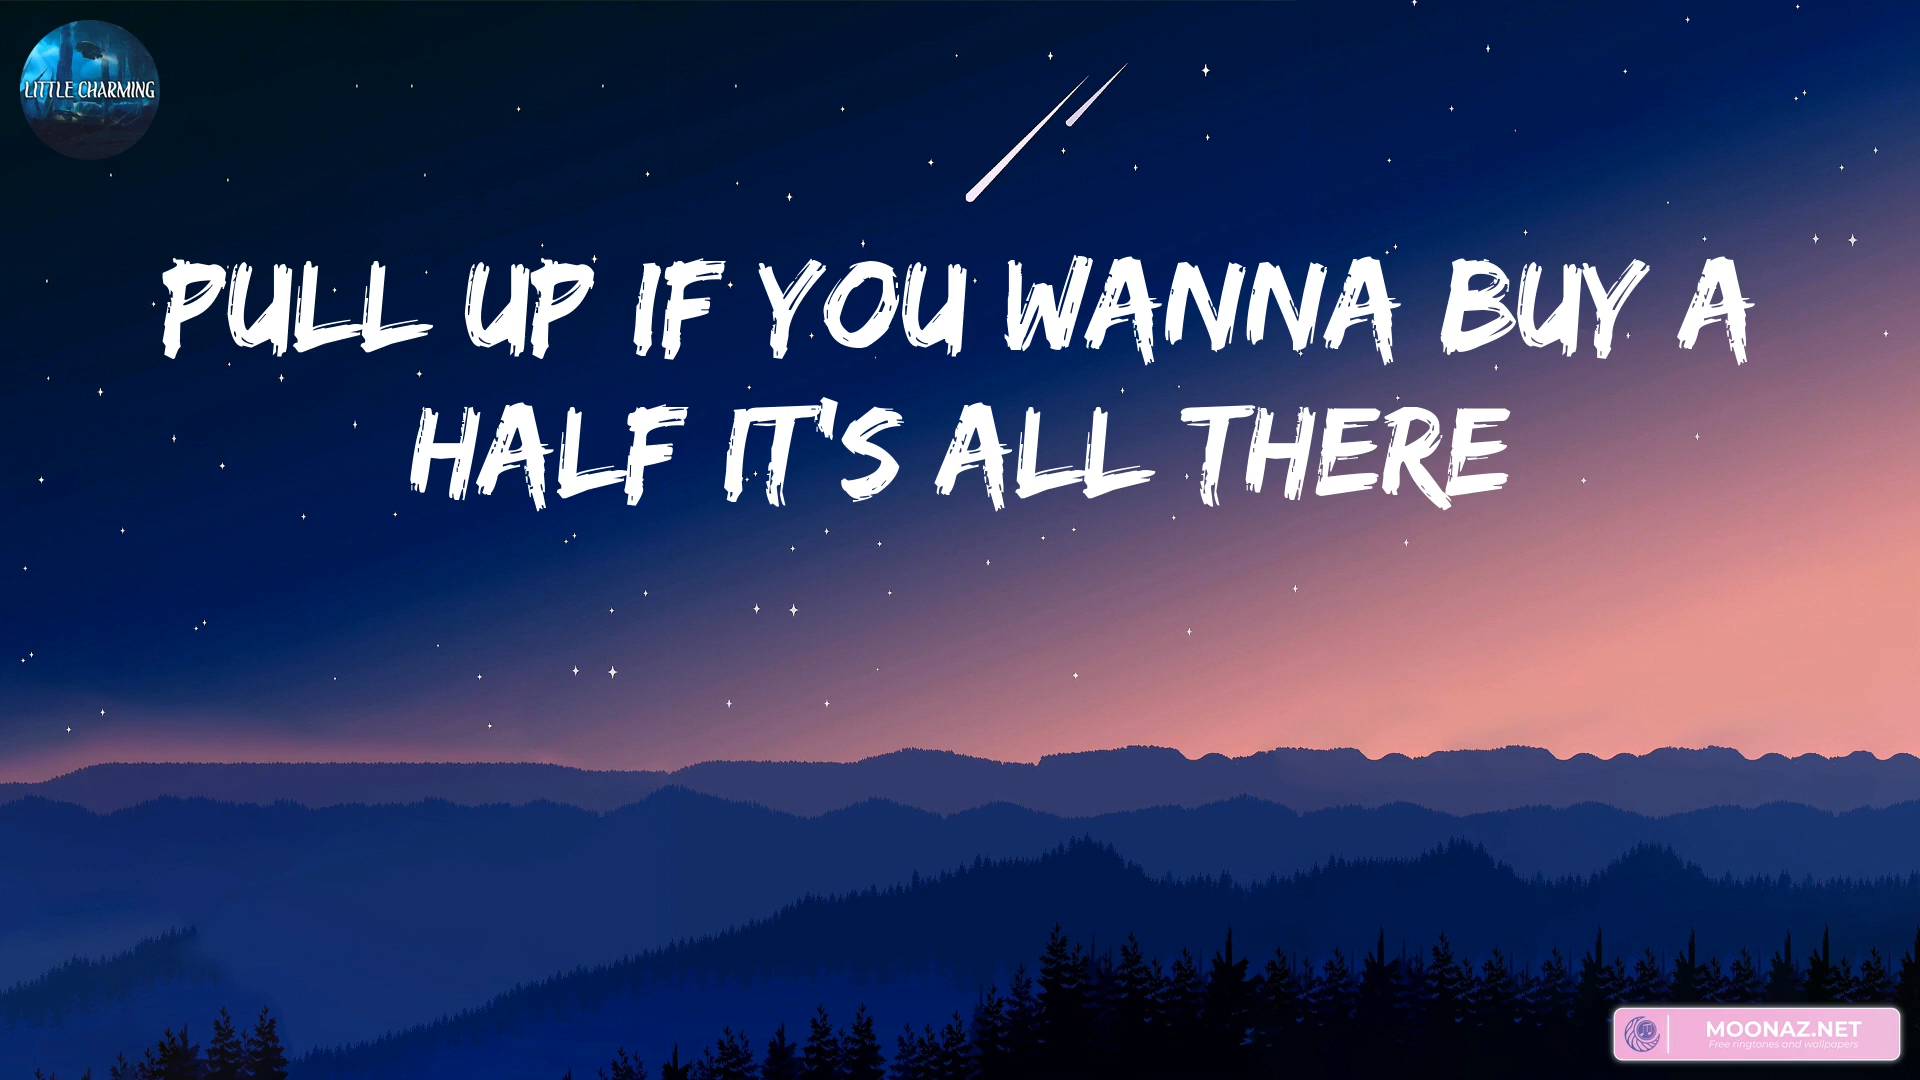 LITTLE CHARMING
PULL UP IF YOU WANNA BUY A
HALF IT'S ALL THERE
MOONAZ.NET
Free ringtones and wallpapers